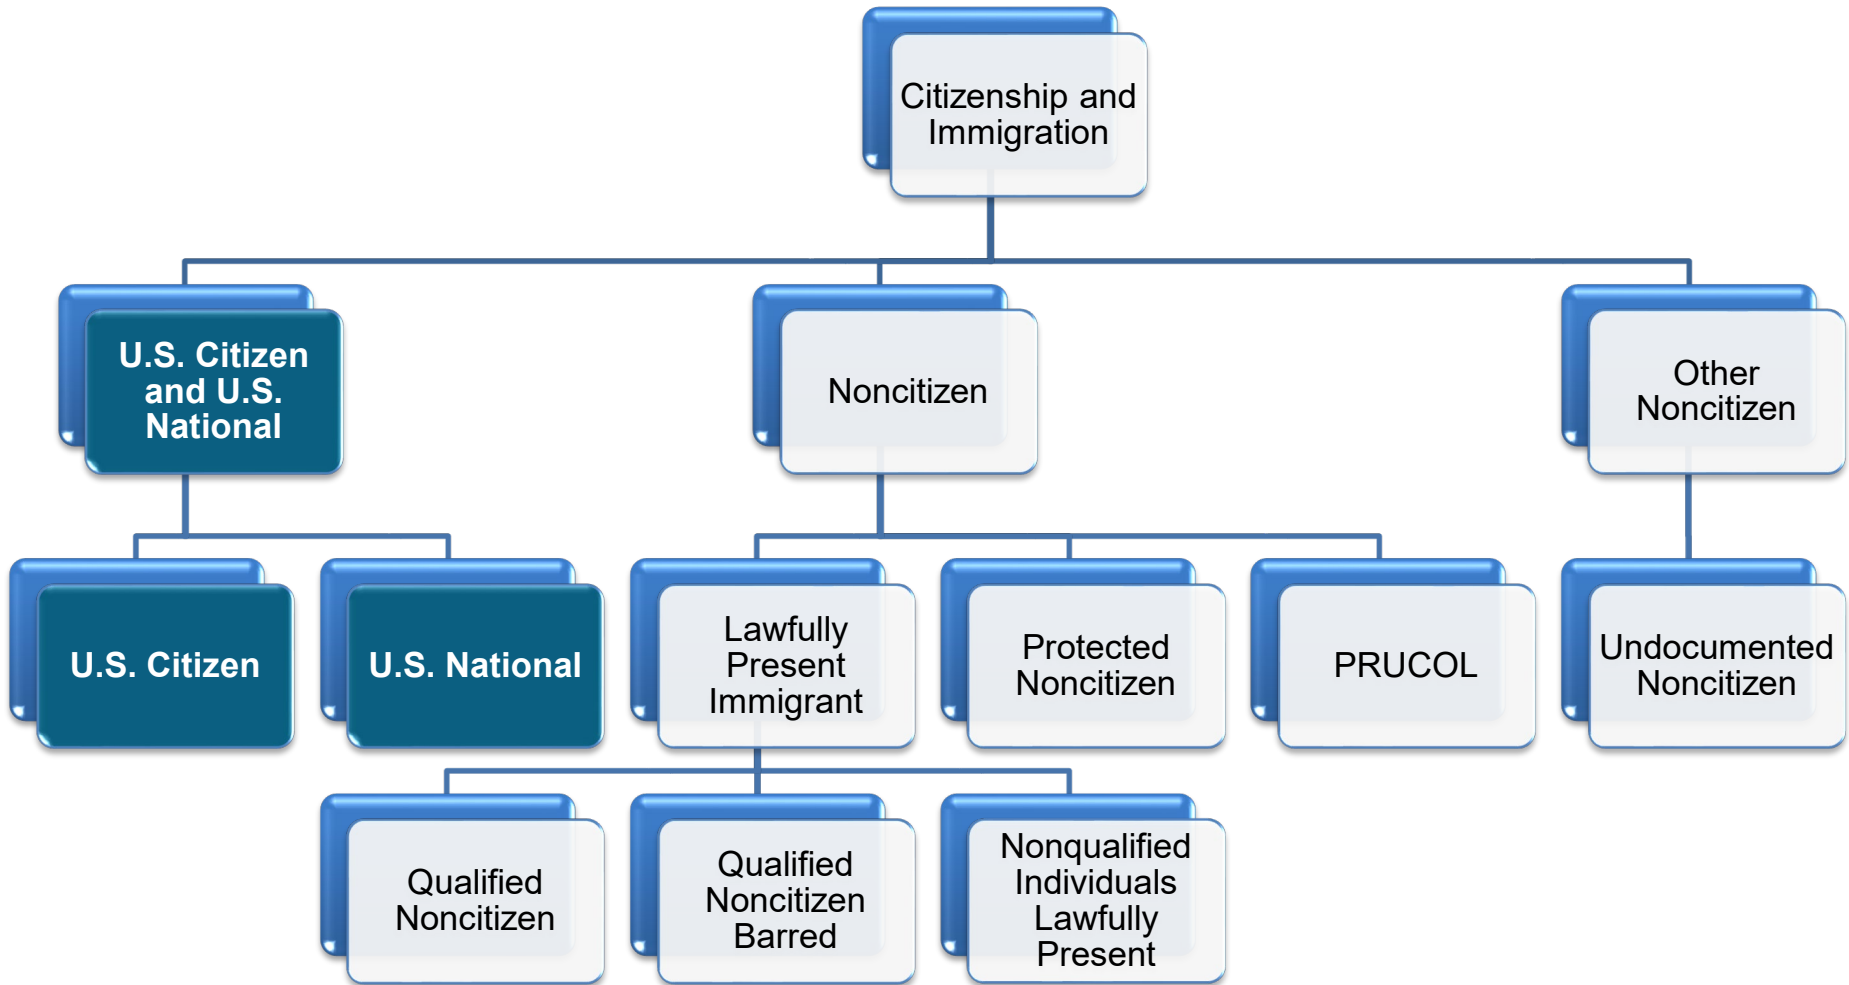 Citizenship and
Immigration
U.S. Citizen
and U.S.
National
Noncitizen
Other
Noncitizen
U.S. Citizen
U.S. National
Lawfully
Present
Immigrant
Protected
Noncitizen
PRUCOL
Undocumented
Noncitizen
Qualified
Noncitizen
Qualified
Noncitizen
Barred
Nonqualified
Individuals
Lawfully
Present